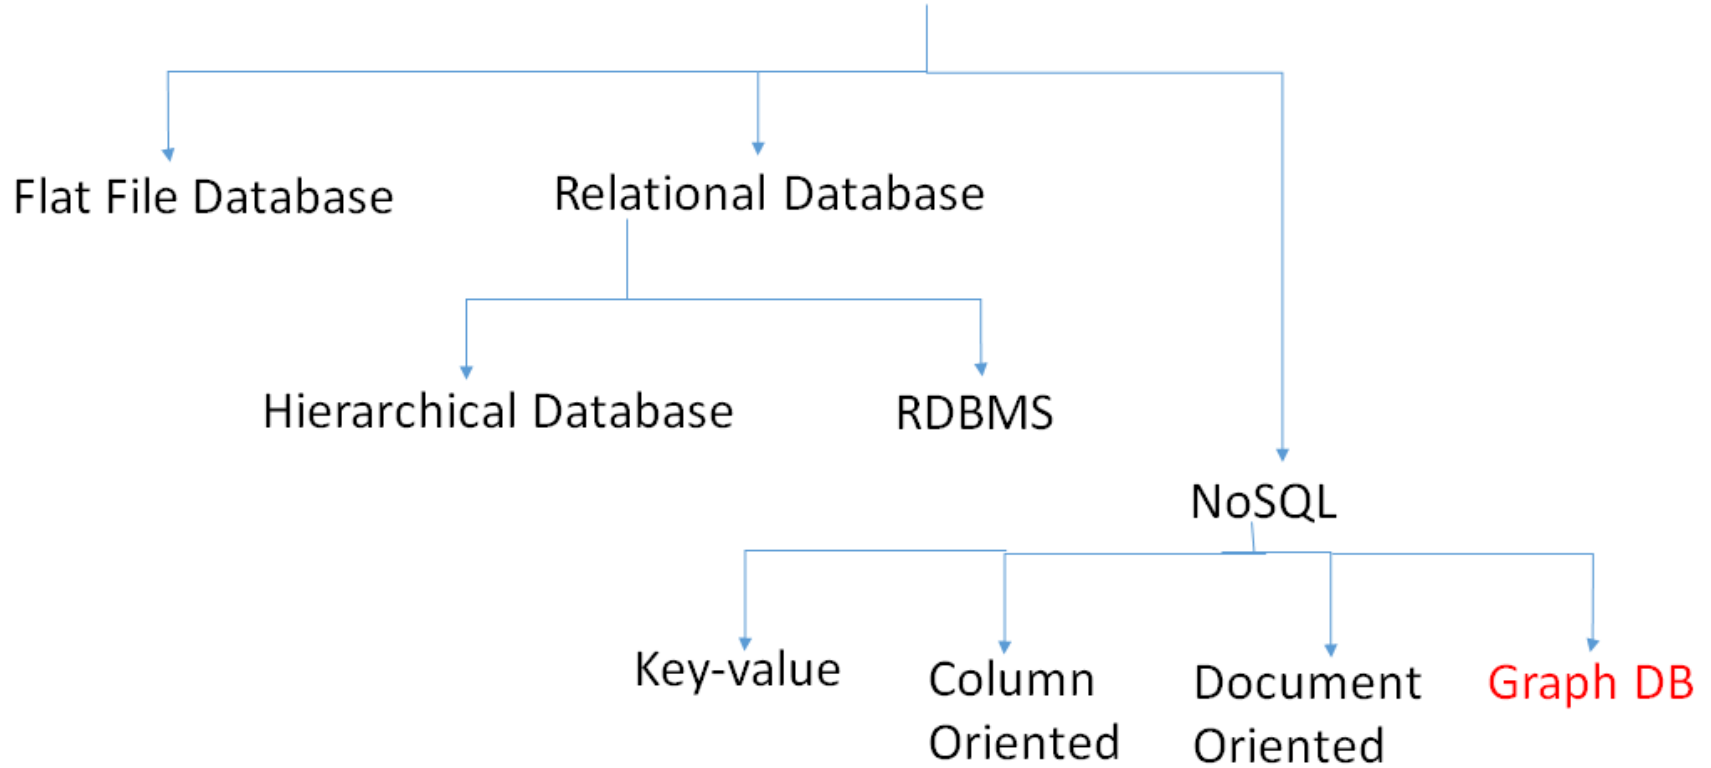 Flat File Database
Relational Database
Hierarchical Database
RDBMS
NoSQL
Key-value
Column
Oriented
Document
Oriented
Graph DB